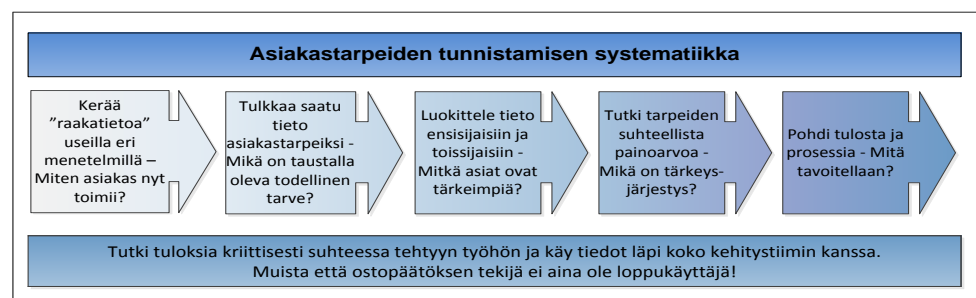 Asiakastarpeiden tunnistamisen systematiikka
Kerää
"raakatietoa"
useilla eri
menetelmillä –
Miten asiakas nyt
toimii?
Tulkkaa saatu
tieto
asiakastarpeiksi -
Mikä on taustalla
oleva todellinen
tarve?
Luokittele tieto
ensisijaisiin ja
toissijaisiin -
Mitkä asiat ovat
tärkeimpiä?
Tutki tarpeiden
suhteellista
painoarvoa -
Mikä on tärkeys-
järjestys?
Pohdi tulosta ja
prosessia - Mitä
tavoitellaan?
Tutki tuloksia kriittisesti suhteessa tehtyyn työhön ja käy tiedot läpi koko kehitystiimin kanssa.
Muista että ostopäätöksen tekijä ei aina ole loppukäyttäjä!